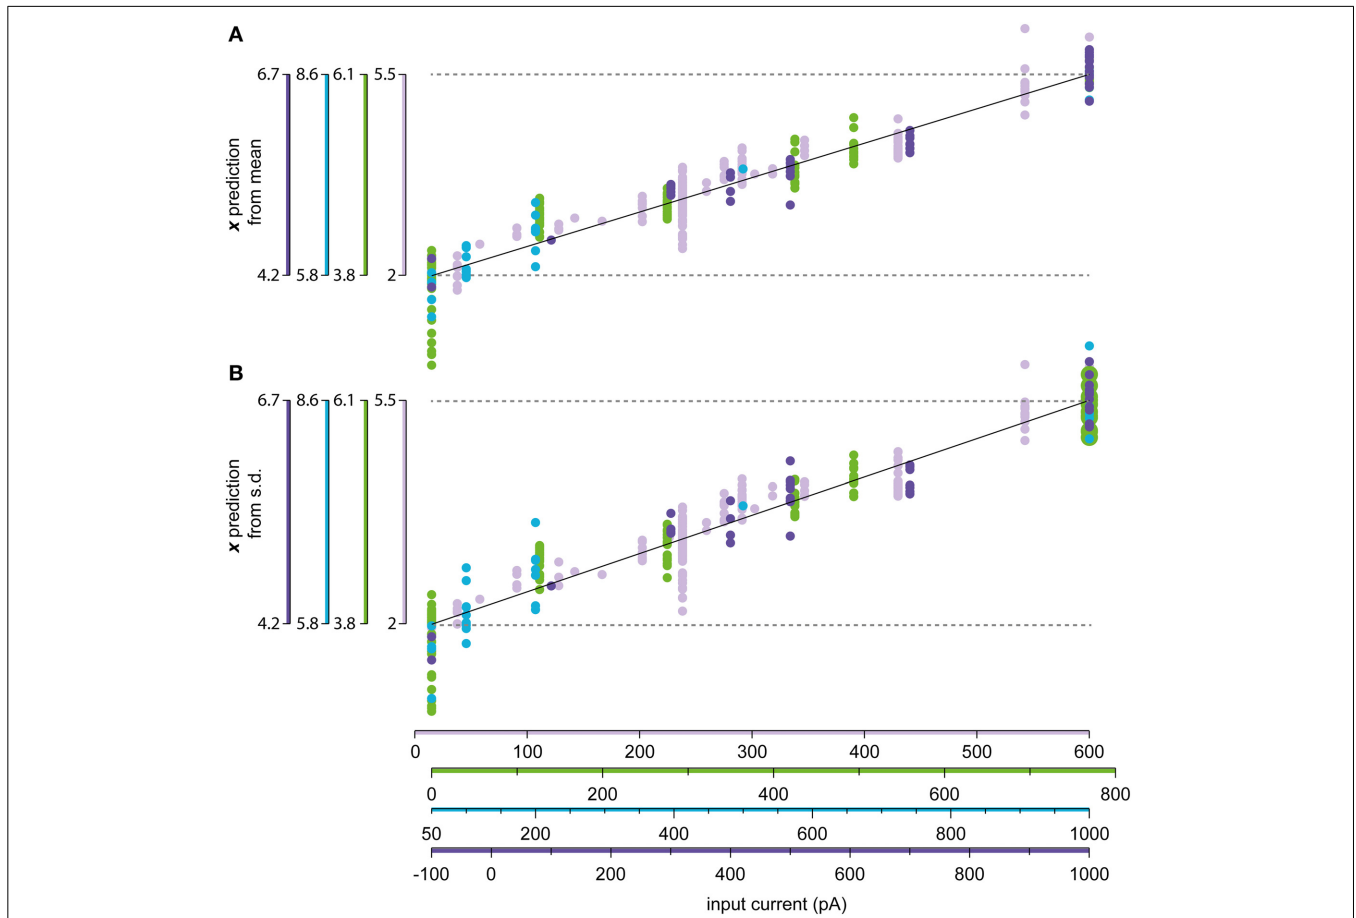 A
6.7 8.6 6.1 5.5
x prediction
from mean
4.2 5.8 3.8 2
B
6.7 8.6 6.1 5.5
x prediction
from s.d.
4.2 5.8 3.8 2
0 100 200 300 400 500 600
0 200 400 600 800
50 200 400 600 800 1000
-100 0 200 400 600 800 1000
input current (pA)